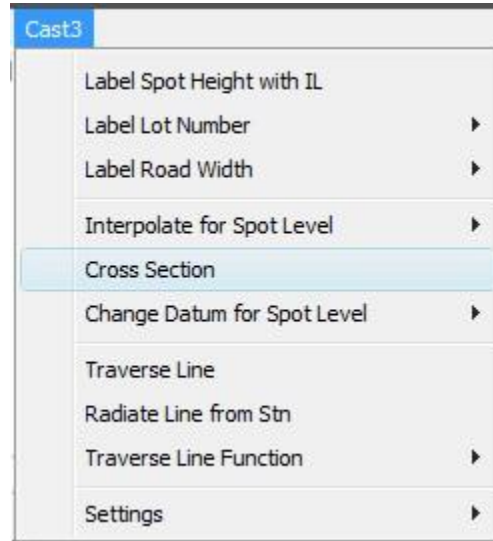 Cast3
Label Spot Height with IL
Label Lot Number
Label Road Width
Interpolate for Spot Level
Cross Section
Change Datum for Spot Level
Traverse Line
Radiate Line from Stn
Traverse Line Function
Settings